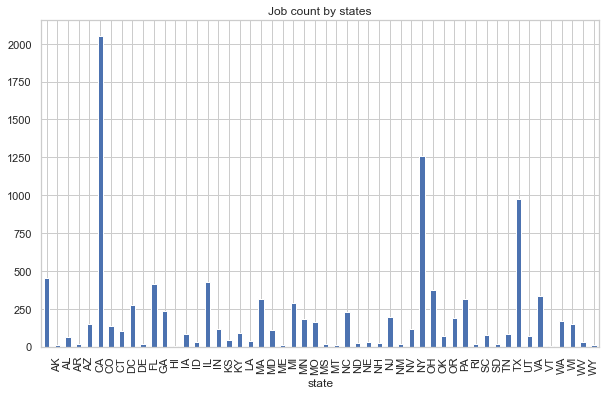 Job count by states
2000
1750
1500
1250
1000
750
500
250
0
AK
AL
AR
AZ
CA
CO
CT
DC
DE
FL
GA
HI
IA
ID
IL
IN
KS
KY
LA
MA
MD
ME
MI
MN
MO
MS
MT
NC
ND
NE
NH
NJ
NM
NV
NY
OH
OK
OR
PA
RI
SC
SD
TN
TX
UT
VA
VT
WA
WI
WV
WY
state